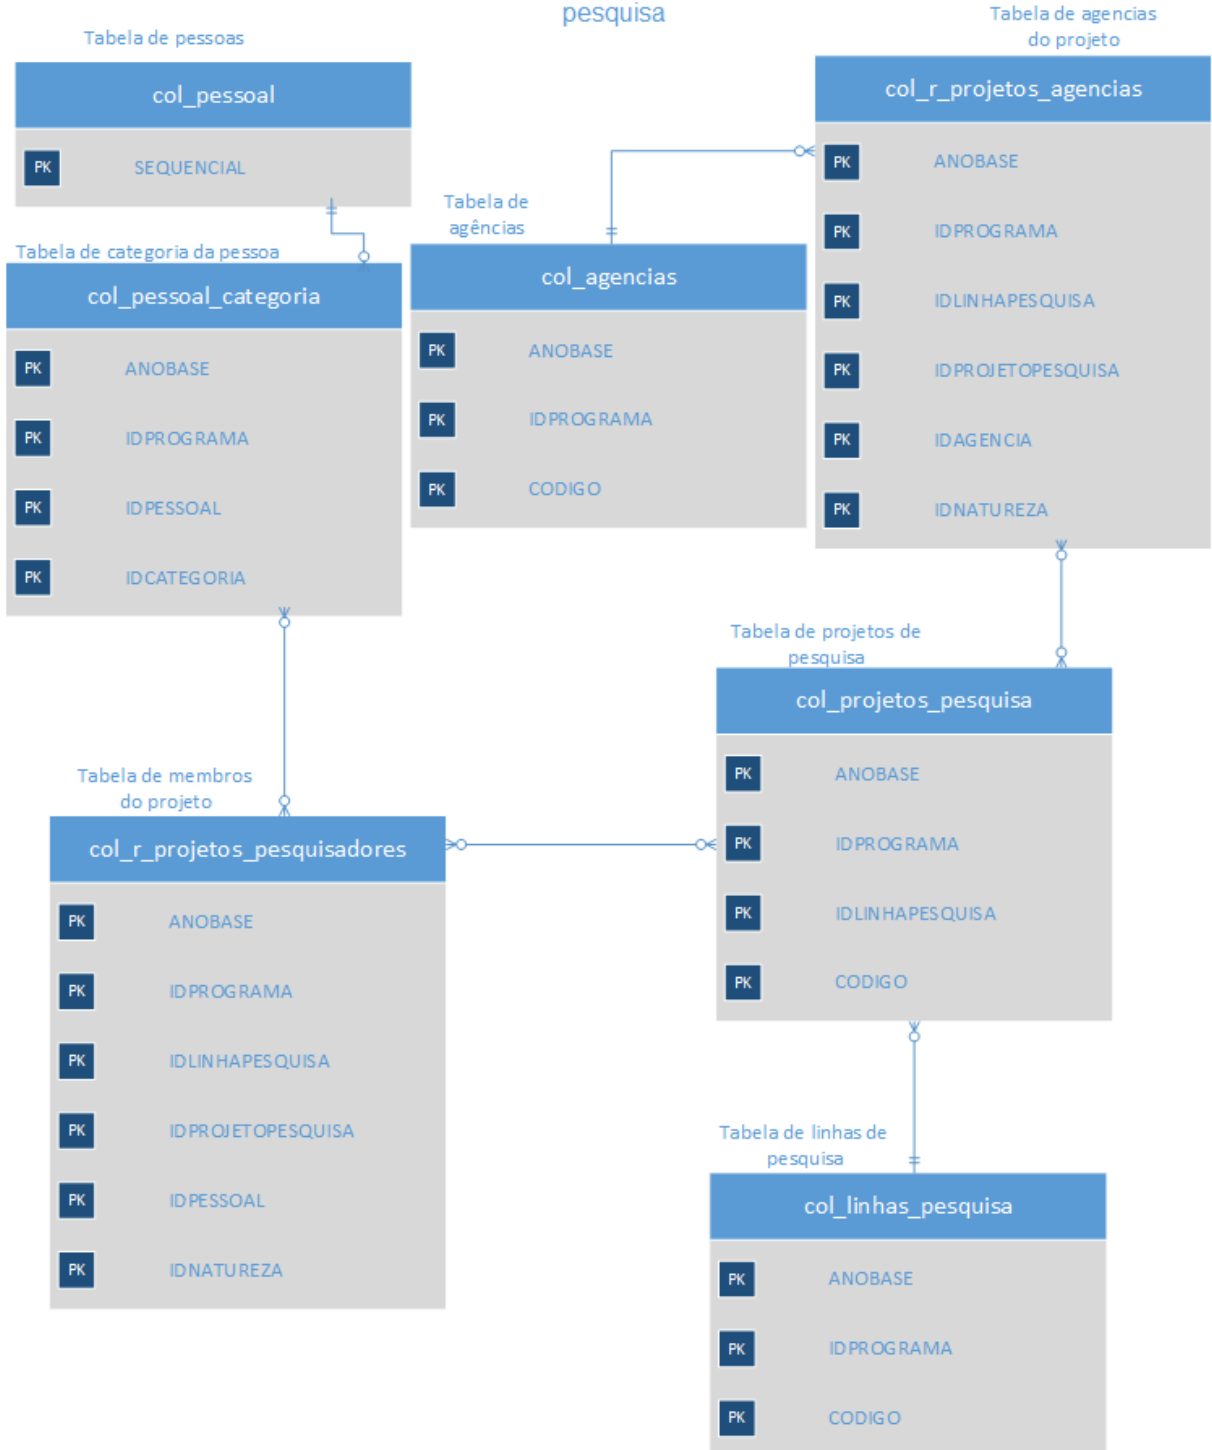 pesquisa
Tabela de pessoas
col_pessoal
PK SEQUENCIAL
Tabela de categoria da pessoa
col_pessoal_categoria
PK ANOBASE
PK IDPROGRAMA
PK IDPESSOAL
PK IDCATEGORIA
Tabela de
agências
col_agencias
PK ANOBASE
PK IDPROGRAMA
PK CODIGO
Tabela de agencias
do projeto
col_r_projetos_agencias
PK ANOBASE
PK IDPROGRAMA
PK IDLINHAPESQUISA
PK IDPROJETOPESQUISA
PK IDAGENCIA
PK IDNATUREZA
Tabela de projetos de
pesquisa
col_projetos_pesquisa
PK ANOBASE
PK IDPROGRAMA
PK IDLINHAPESQUISA
PK CODIGO
Tabela de membros
do projeto
col_r_projetos_pesquisadores
PK ANOBASE
PK IDPROGRAMA
PK IDLINHAPESQUISA
PK IDPROJETOPESQUISA
PK IDPESSOAL
PK IDNATUREZA
Tabela de linhas de
pesquisa
col_linhas_pesquisa
PK ANOBASE
PK IDPROGRAMA
PK CODIGO